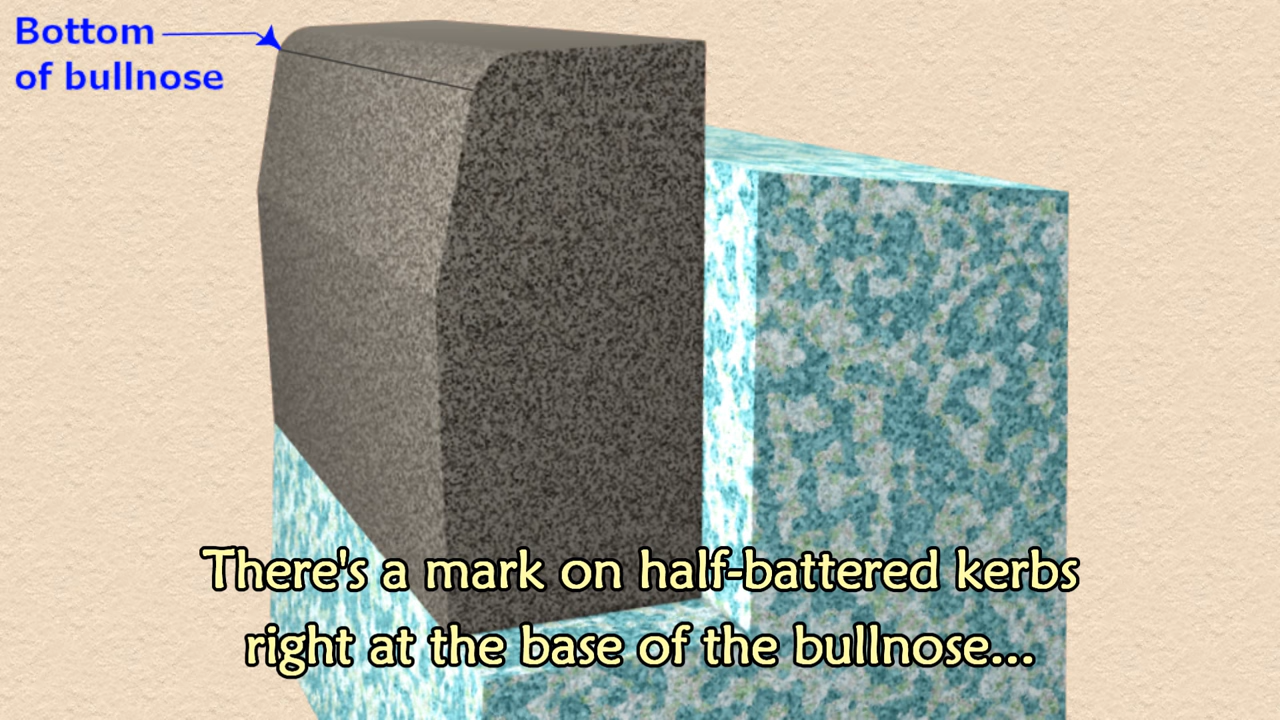 Bottom
of bullnose
There's a mark on half-battered kerbs
right at the base of the bullnose...